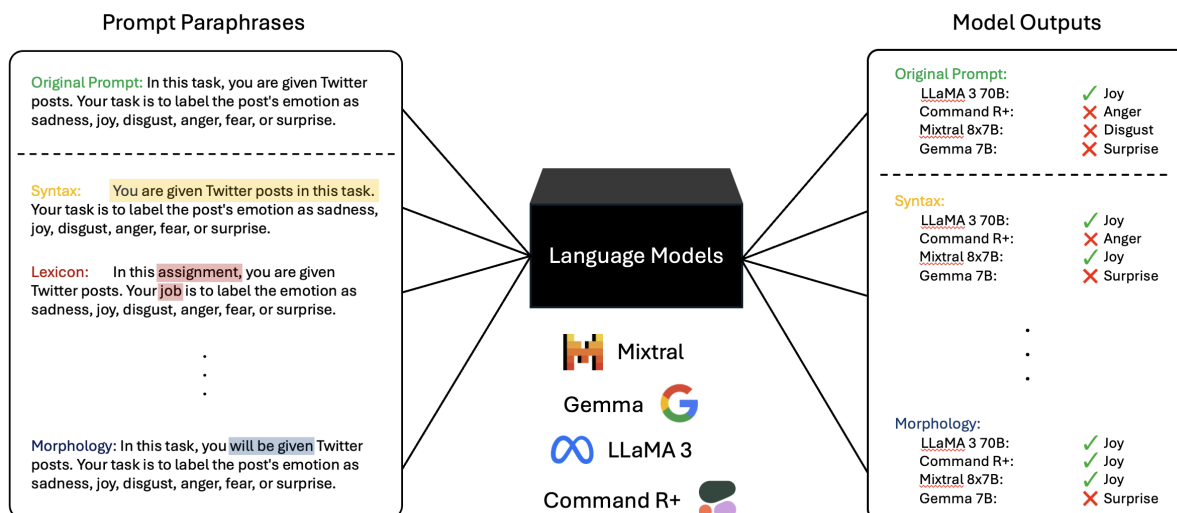 Prompt Paraphrases
Original Prompt: In this task, you are given Twitter
posts. Your task is to label the post's emotion as
sadness, joy, disgust, anger, fear, or surprise.
Syntax: You are given Twitter posts in this task.
Your task is to label the post's emotion as sadness,
joy, disgust, anger, fear, or surprise.
Lexicon: In this assignment, you are given
Twitter posts. Your job is to label the emotion as
sadness, joy, disgust, anger, fear, or surprise.
Morphology: In this task, you will be given Twitter
posts. Your task is to label the post's emotion as
sadness, joy, disgust, anger, fear, or surprise.
Language Models
Mixtral
Gemma
LLaMA 3
Command R+
Model Outputs
Original Prompt:
LLaMA 3 70B: ✓ Joy
Command R+: ✗ Anger
Mixtral 8x7B: ✗ Disgust
Gemma 7B: ✗ Surprise
Syntax:
LLaMA 3 70B: ✓ Joy
Command R+: ✗ Anger
Mixtral 8x7B: ✓ Joy
Gemma 7B: ✗ Surprise
Morphology:
LLaMA 3 70B: ✓ Joy
Command R+: ✓ Joy
Mixtral 8x7B: ✓ Joy
Gemma 7B: ✗ Surprise